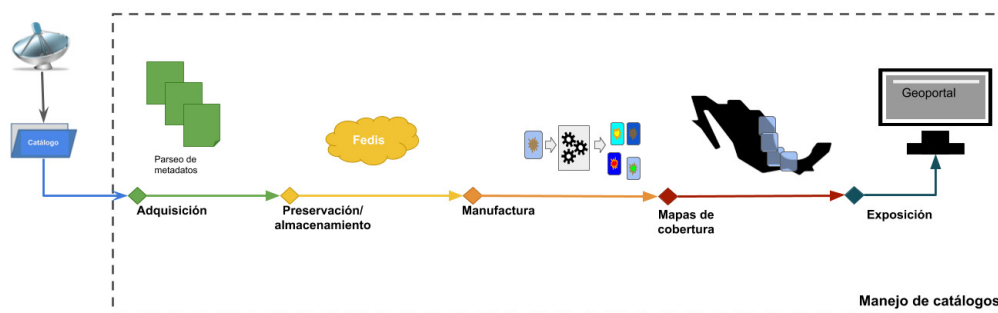 Catálogo
Parseo de
metadatos
Fedis
Geoportal
Adquisición
Preservación/
almacenamiento
Manufactura
Mapas de
cobertura
Exposición
Manejo de catálogos